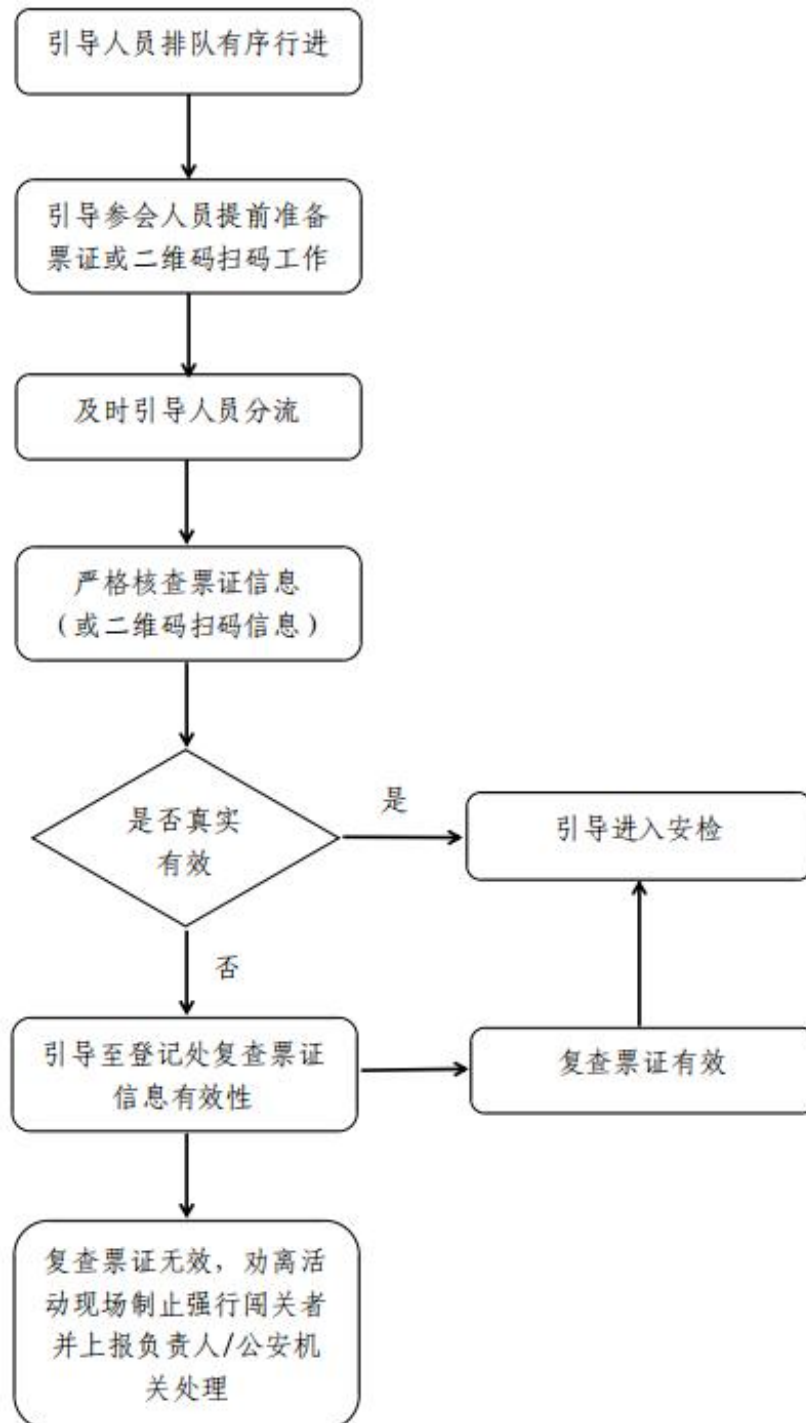 引导人员排队有序行进
引导参会人员提前准备
票证或二维码扫码工作
及时引导人员分流
严格核查票证信息
（或二维码扫码信息）
是否真实
有效
是
引导进入安检
否
引导至登记处复查票证
信息有效性
复查票证有效
复查票证无效，劝离活
动现场制止强行闯关者
并上报负责人/公安机
关处理